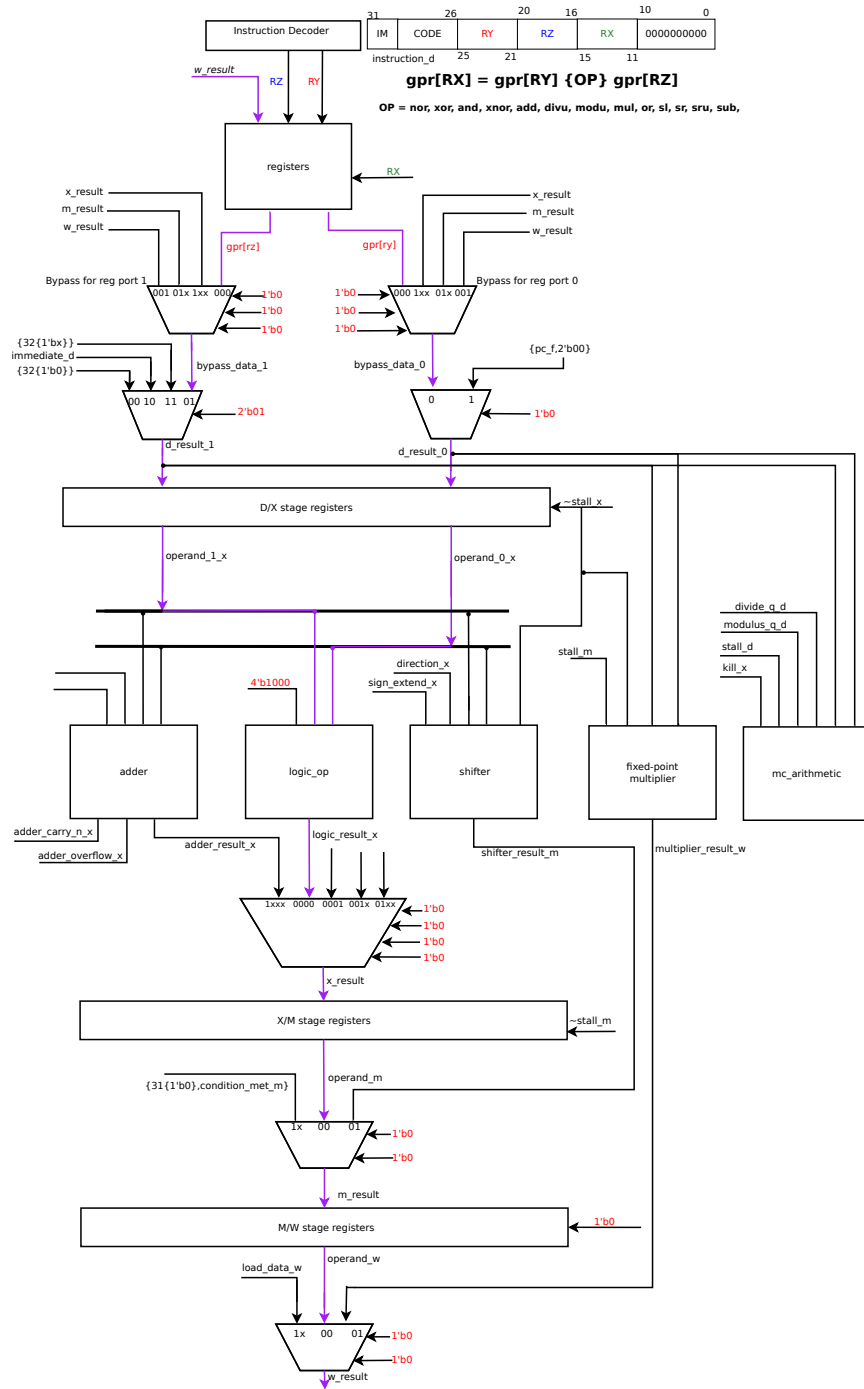 31 26 20 16 10 0
Instruction Decoder
IM CODE RY RZ RX 0000000000
instruction_d 25 21 15 11
w_result
RZ RY
gpr[RX] = gpr[RY] {OP} gpr[RZ]
OP = nor, xor, and, xnor, add, divu, modu, mul, or, sl, sr, sru, sub,
registers
RX
x_result
m_result
w_result
x_result
m_result
w_result
gpr[rz]
gpr[ry]
Bypass for reg port 1
Bypass for reg port 0
001 01x 1xx 000
000 1xx 01x 001
1'b0
1'b0
1'b0
1'b0
1'b0
1'b0
{32{1'bx}}
immediate_d
{32{1'b0}}
bypass_data_1
bypass_data_0
{pc_f,2'b00}
00 10 11 01
2'b01
0 1
1'b0
d_result_1
d_result_0
D/X stage registers
~stall_x
operand_1_x
operand_0_x
divide_q_d
modulus_q_d
stall_d
kill_x
stall_m
direction_x
sign_extend_x
4'b1000
adder
logic_op
shifter
fixed-point
multiplier
mc_arithmetic
adder_carry_n_x
adder_overflow_x
adder_result_x
logic_result_x
shifter_result_m
multiplier_result_w
1xxx 0000 0001 001x 01xx
1'b0
1'b0
1'b0
1'b0
x_result
X/M stage registers
~stall_m
{31{1'b0},condition_met_m}
operand_m
1x 00 01
1'b0
1'b0
m_result
M/W stage registers
1'b0
load_data_w
operand_w
1x 00 01
1'b0
1'b0
w_result